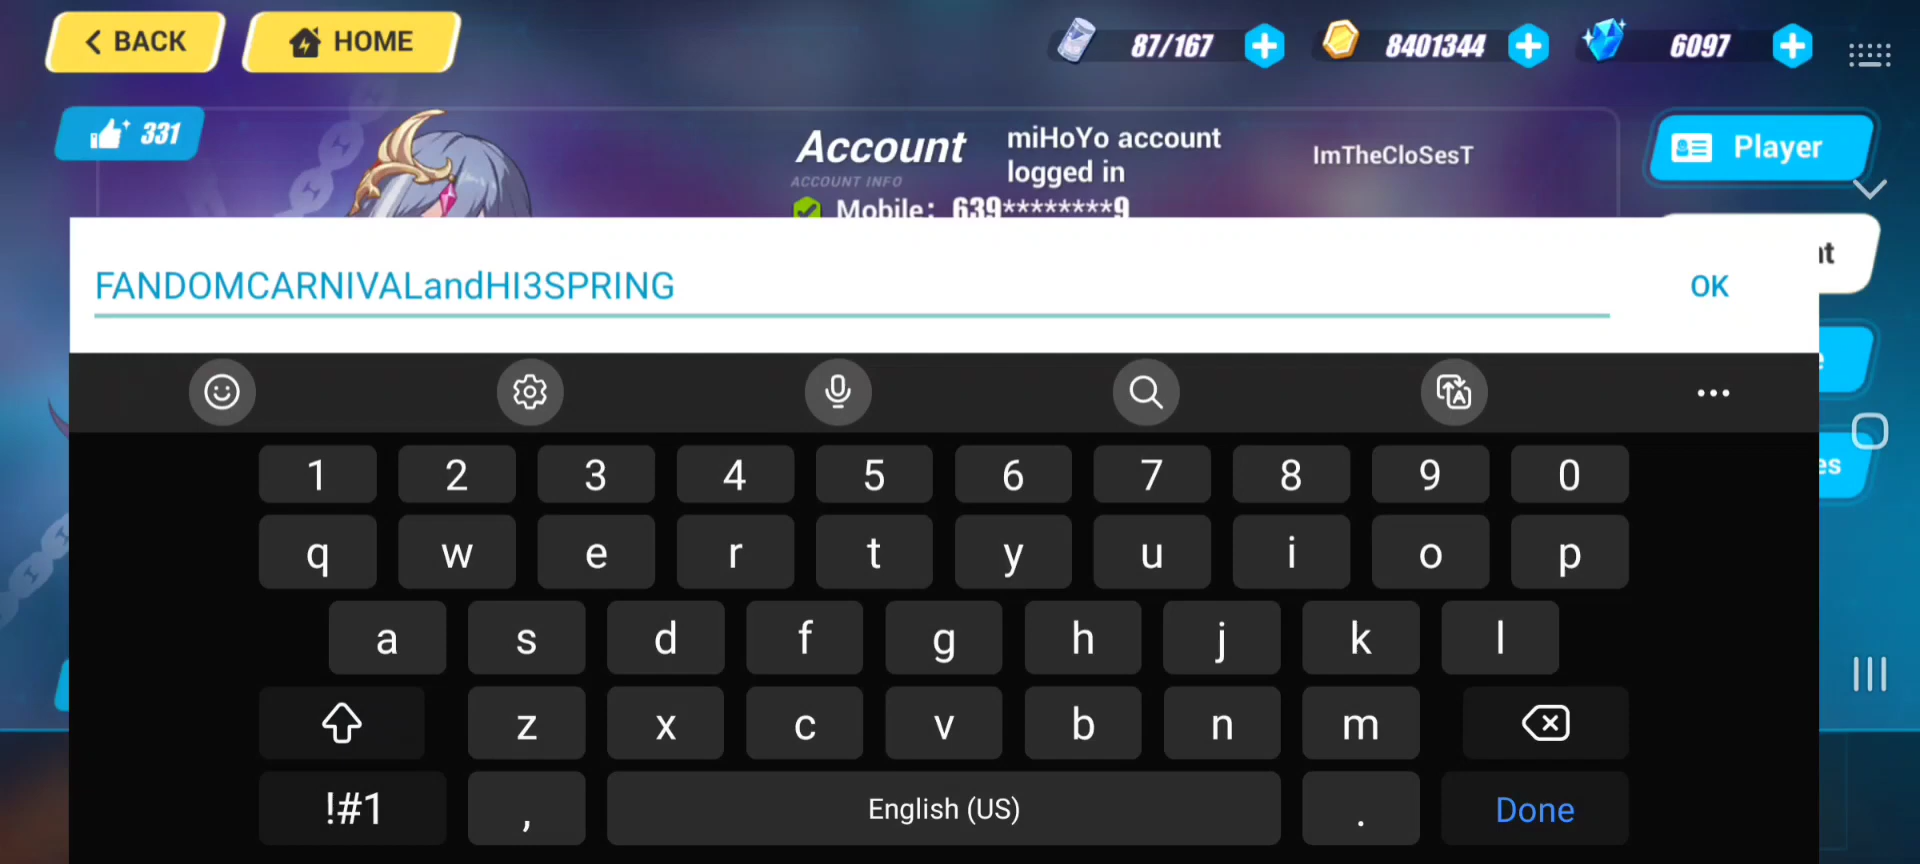 BACK
HOME
87/167
8401344
6097
331
Account
ACCOUNT INFO
miHoYo account
logged in
ImTheCloSesT
Player
Mobile: 639********9
FANDOMCARNIVALandHI3SPRING
OK
1 2 3 4 5 6 7 8 9 0
q w e r t y u i o p
a s d f g h j k l
z x c v b n m
!#1 , English (US) . Done